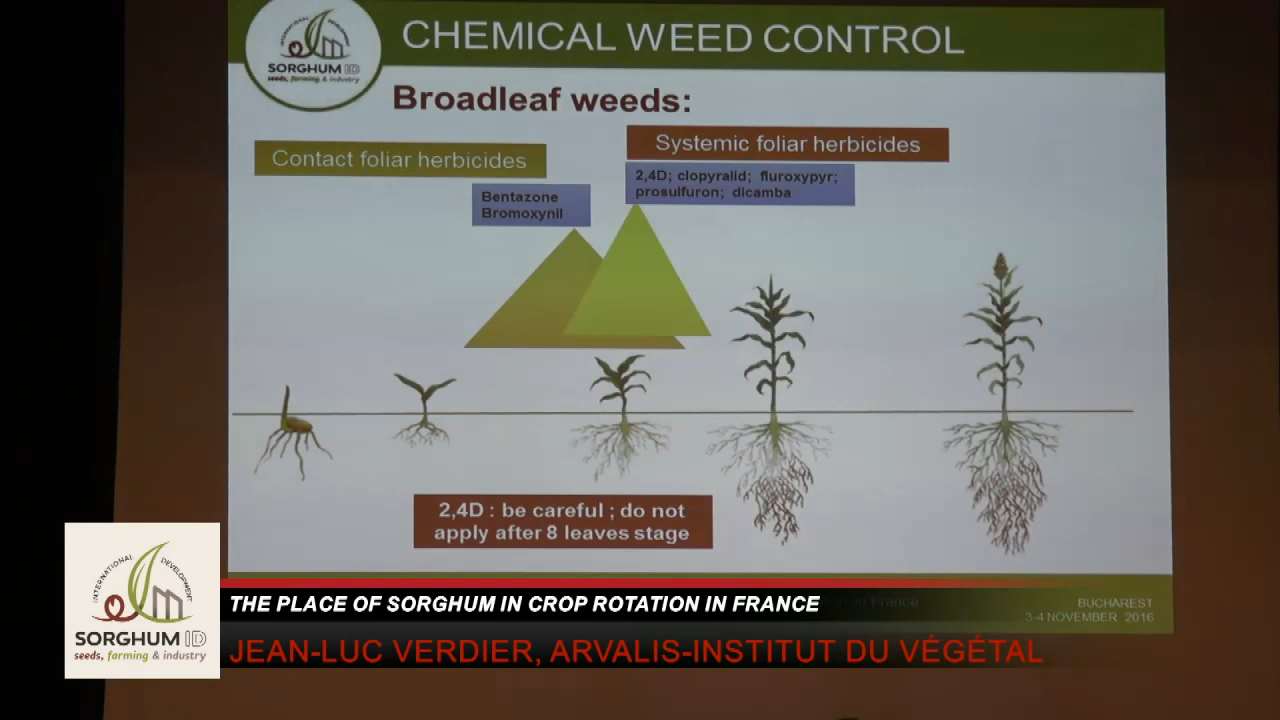 INTERNATIONAL DEVELOPMENT
SORGHUM ID
seeds, farming & industry
CHEMICAL WEED CONTROL
Broadleaf weeds:
Contact foliar herbicides
Systemic foliar herbicides
Bentazone
Bromoxynil
2,4D; clopyralid; fluroxypyr;
prosulfuron; dicamba
2,4D : be careful ; do not
apply after 8 leaves stage
in France
BUCHAREST
3-4 NOVEMBER 2016
INTERNATIONAL DEVELOPMENT
SORGHUM ID
seeds, farming & industry
THE PLACE OF SORGHUM IN CROP ROTATION IN FRANCE
JEAN-LUC VERDIER, ARVALIS-INSTITUT DU VÉGÉTAL